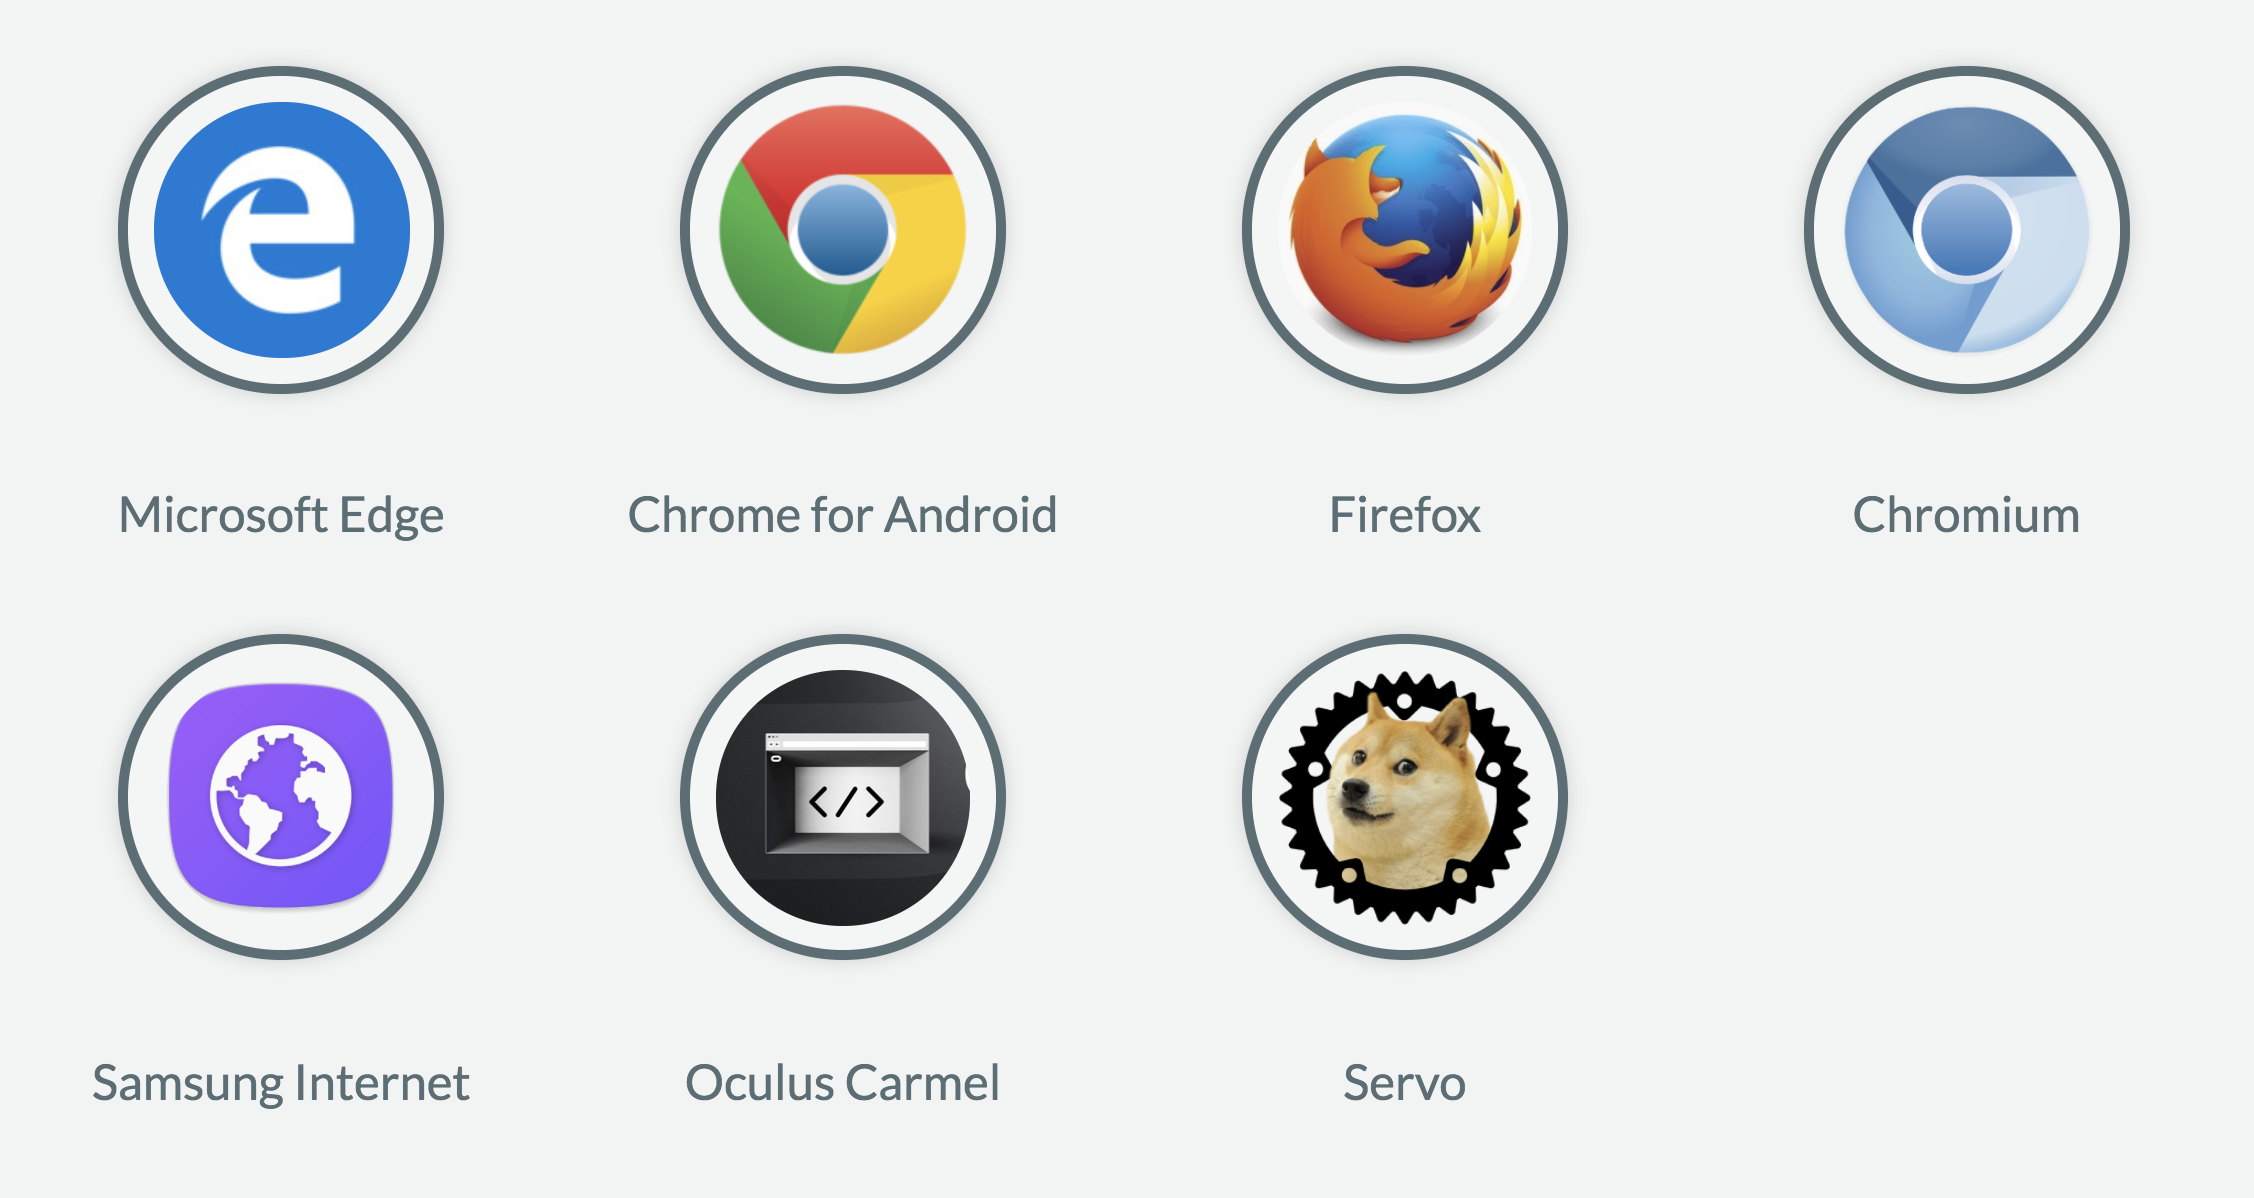 Microsoft Edge
Chrome for Android
Firefox
Chromium
</>
Samsung Internet
Oculus Carmel
Servo